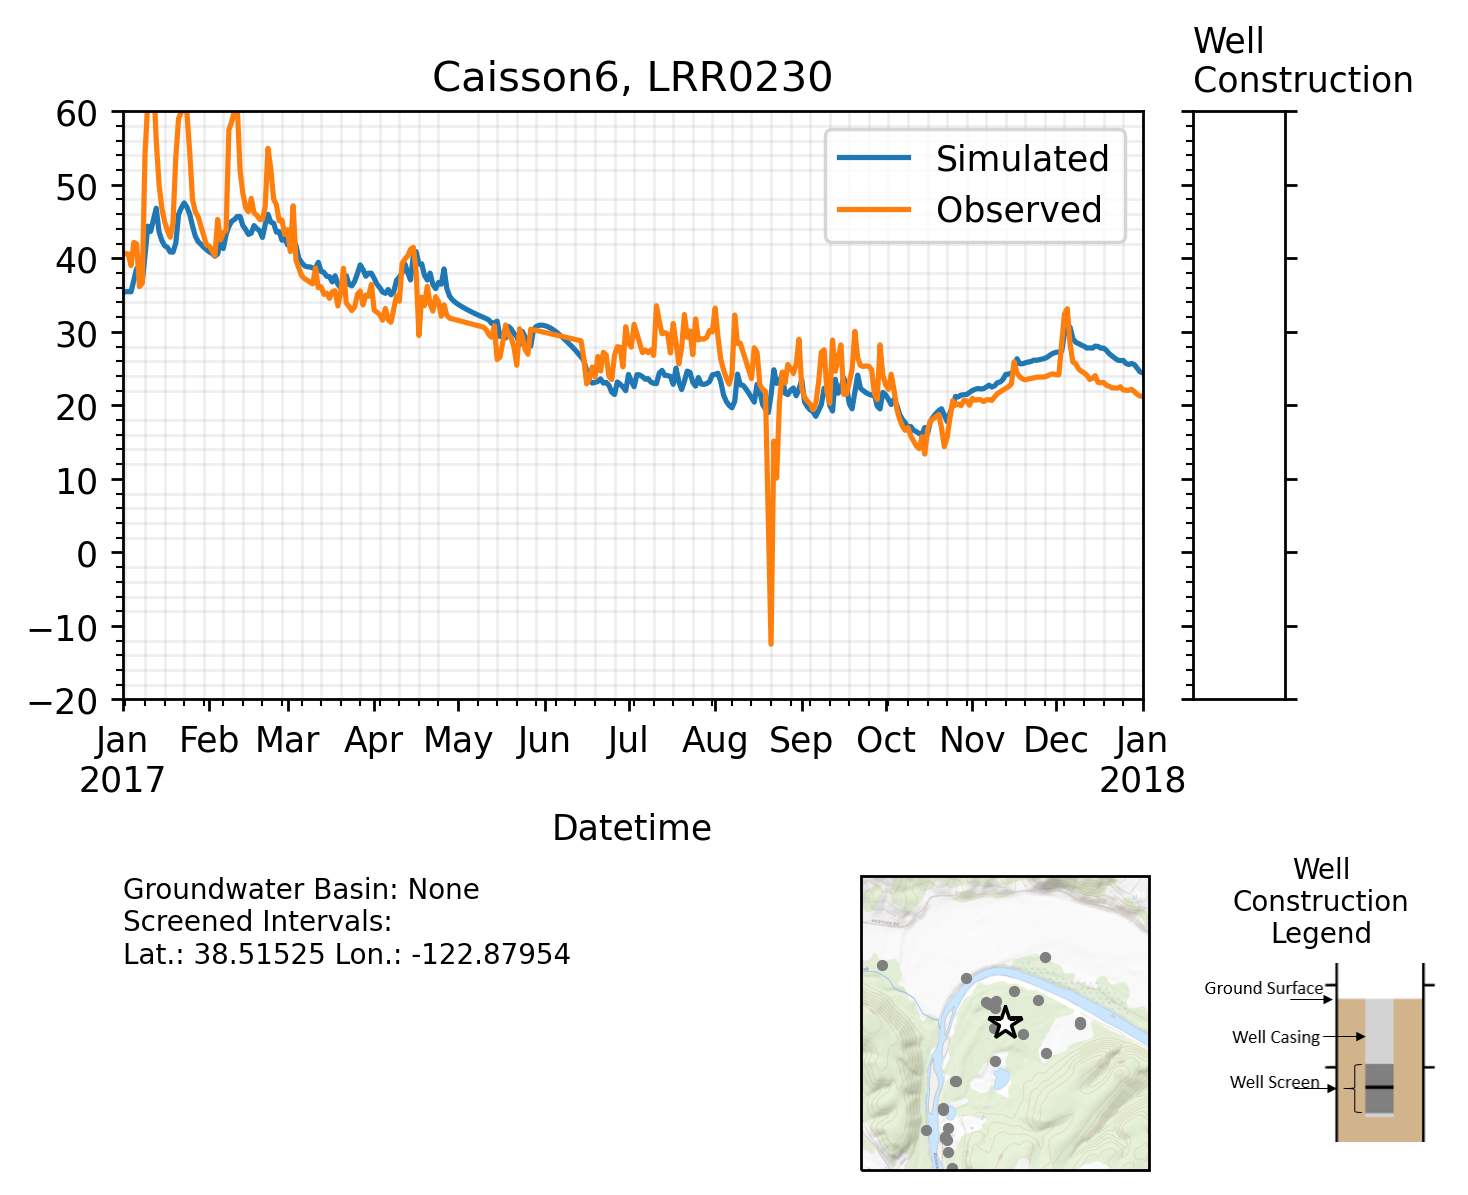 Caisson6, LRR0230
Well
Construction
60
50
40
30
20
10
0
−10
−20
Simulated
Observed
Jan Feb Mar Apr May Jun Jul Aug Sep Oct Nov Dec Jan
2017 2018
Datetime
Groundwater Basin: None
Screened Intervals:
Lat.: 38.51525 Lon.: -122.87954
Well
Construction
Legend
Ground Surface
Well Casing
Well Screen